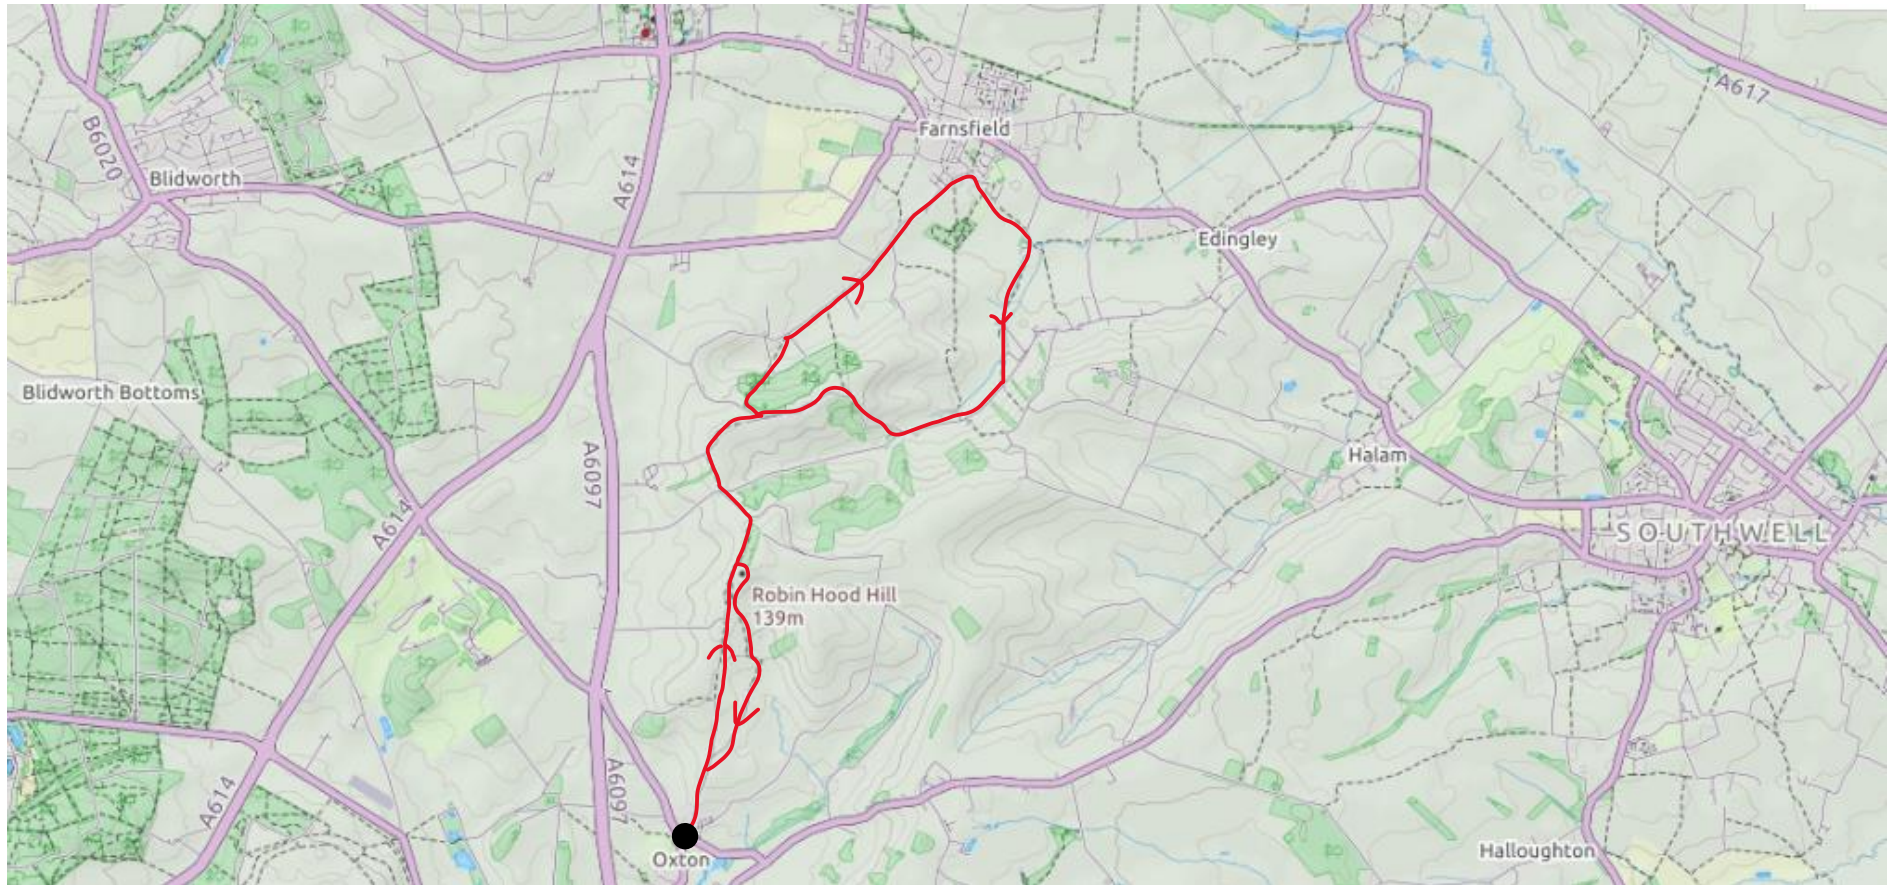 A617
B6020
Farnsfield
A614
Blidworth
Edingley
Blidworth Bottoms
A6097
Halam
A614
SOUTHWELL
Robin Hood Hill
139m
A6097
A614
Oxton
Halloughton